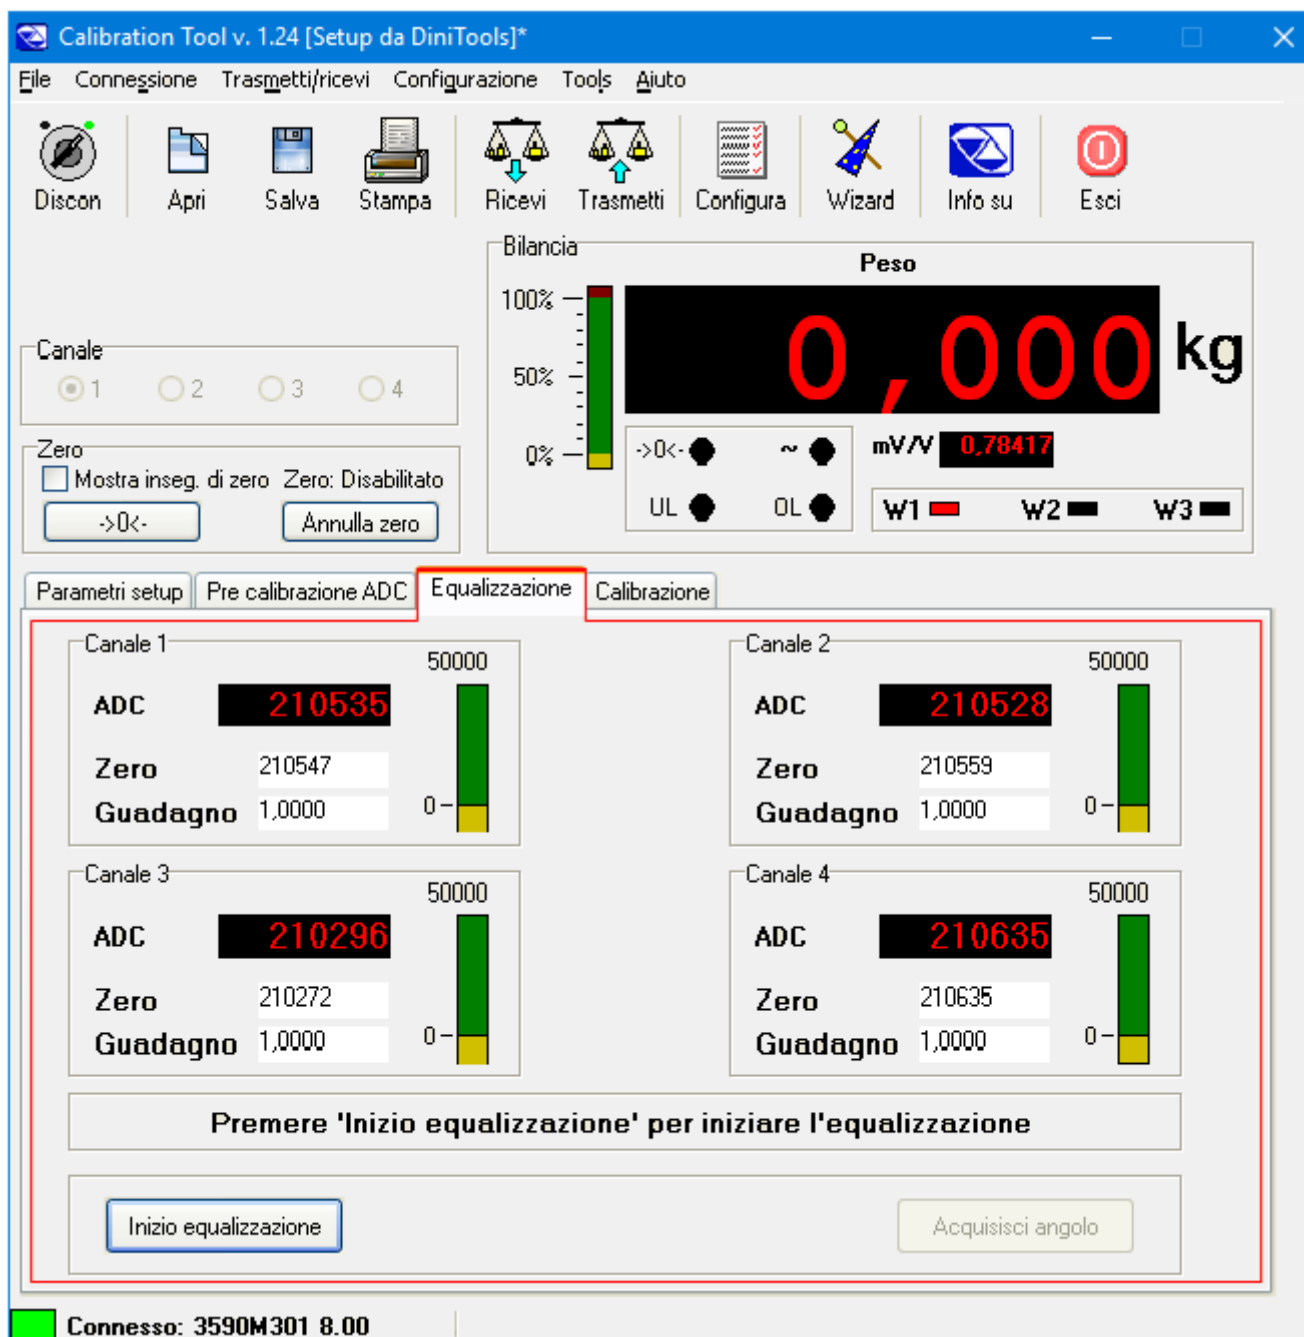 Calibration Tool v. 1.24 [Setup da DiniTools]*
File Connessione Trasmetti/ricevi Configurazione Tools Aiuto
Discon Apri Salva Stampa Ricevi Trasmetti Configura Wizard Info su Esci
Bilancia
Peso
100%
50%
0%
0,000 kg
Canale
1 2 3 4
Zero
Mostra inseg. di zero Zero: Disabilitato
->0<- Annulla zero
->0<- ~
UL OL
mV/V 0,78417
W1 W2 W3
Parametri setup Pre calibrazione ADC Equalizzazione Calibrazione
Canale 1
50000
ADC 210535
Zero 210547
Guadagno 1,0000
0
Canale 2
50000
ADC 210528
Zero 210559
Guadagno 1,0000
0
Canale 3
50000
ADC 210296
Zero 210272
Guadagno 1,0000
0
Canale 4
50000
ADC 210635
Zero 210635
Guadagno 1,0000
0
Premere 'Inizio equalizzazione' per iniziare l'equalizzazione
Inizio equalizzazione Acquisisci angolo
Connesso: 3590M301 8.00